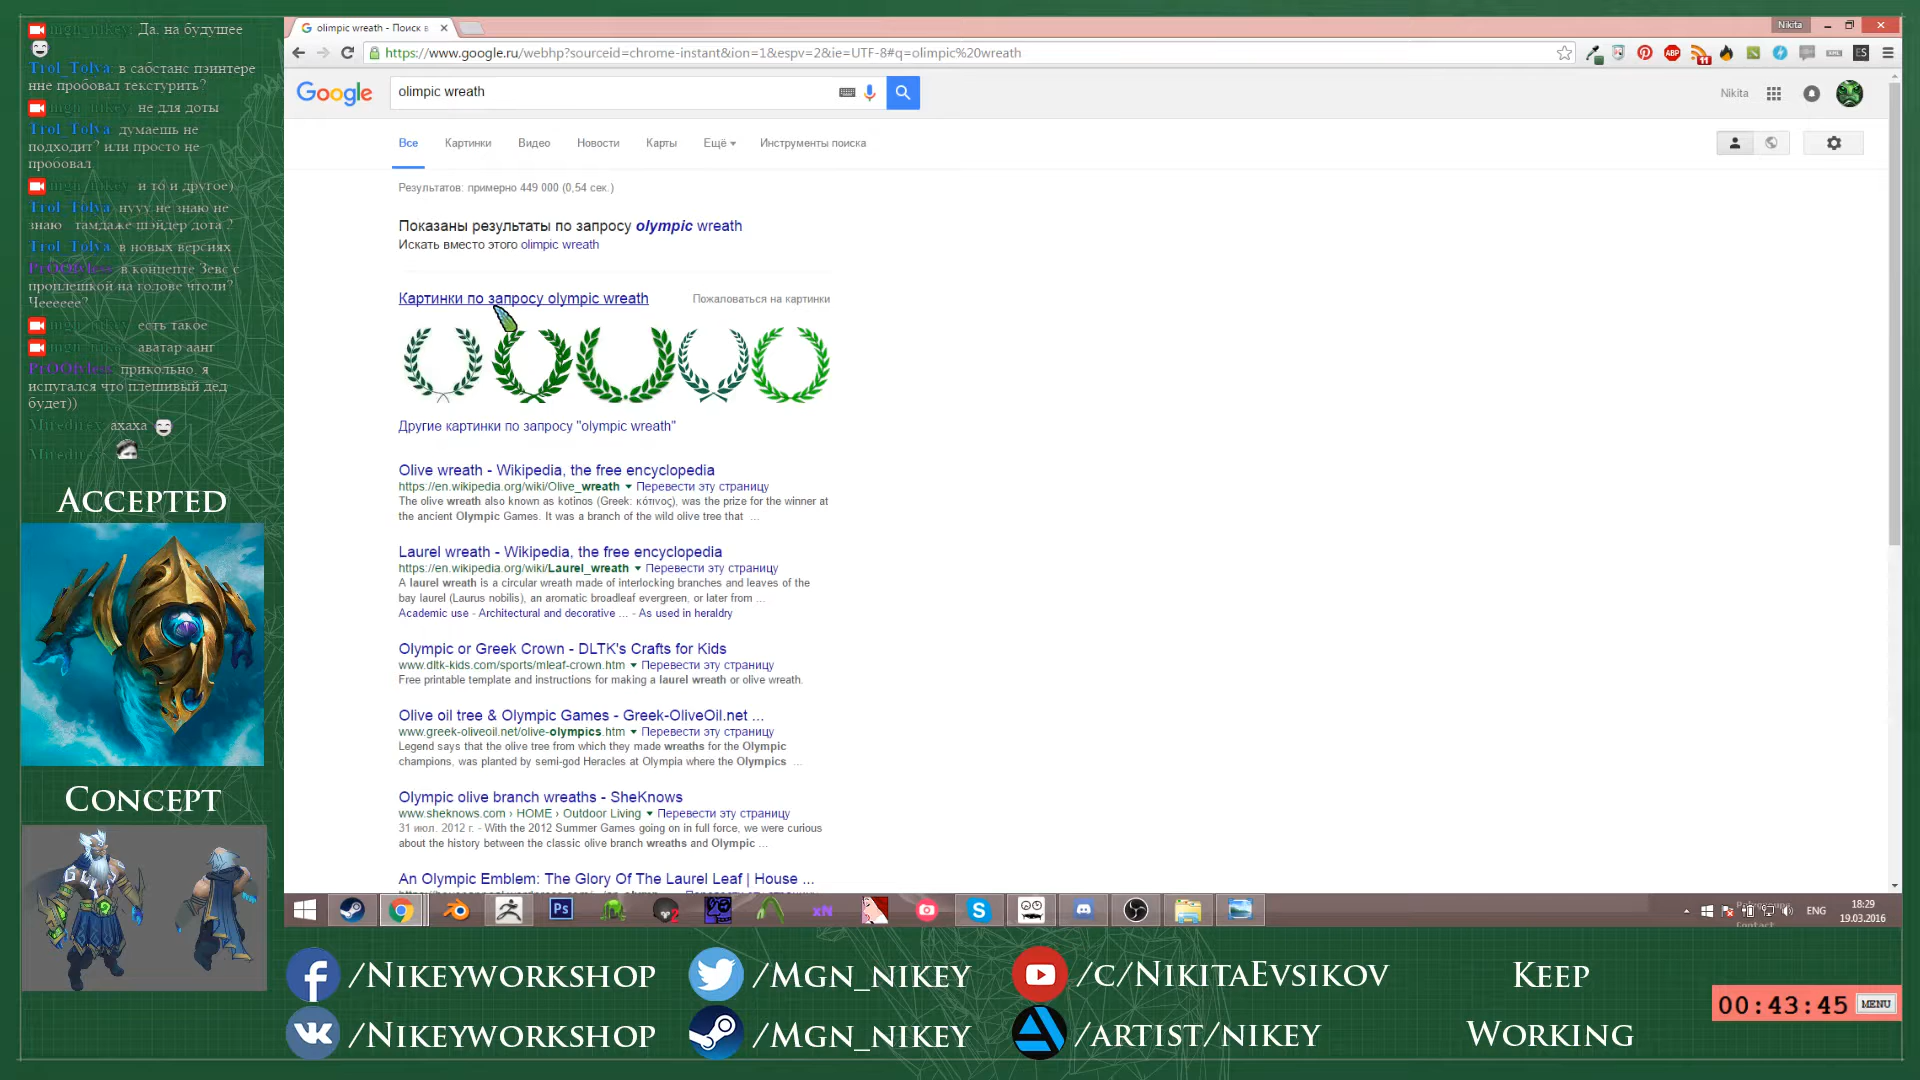 mgn_nikey: Да, на будущее
Trol_Tolya: в сабстанс пэинтере
нне пробовал текстурить?
mgn_nikey: не для доты
Trol_Tolya: думаешь не
подходит? или просто не
пробовал
mgn_nikey: и то и другое)
Trol_Tolya: нууу не знаю не
знаю тамдаже шэйдер дота 2
Trol_Tolya: в новых версиях
в концепте Зевс с
проплешкой на голове чтоли?
Чееееее?
mgn_nikey: есть такое
mgn_nikey: аватар аанг
прикольно, я
испугался что плешивый дед
будет))
ахаха
Accepted
Concept
olimpic wreath - Поиск в
Nikita
https://www.google.ru/webhp?sourceid=chrome-instant&ion=1&espv=2&ie=UTF-8#q=olimpic%20wreath
ABP
11
ES
Google
olimpic wreath
Nikita
Все
Картинки
Видео
Новости
Карты
Ещё
Инструменты поиска
Результатов: примерно 449 000 (0,54 сек.)
Показаны результаты по запросу olympic wreath
Искать вместо этого olimpic wreath
Картинки по запросу olympic wreath
Пожаловаться на картинки
Другие картинки по запросу "olympic wreath"
Olive wreath - Wikipedia, the free encyclopedia
https://en.wikipedia.org/wiki/Olive_wreath Перевести эту страницу
The olive wreath also known as kotinos (Greek: κότινος), was the prize for the winner at
the ancient Olympic Games. It was a branch of the wild olive tree that ...
Laurel wreath - Wikipedia, the free encyclopedia
https://en.wikipedia.org/wiki/Laurel_wreath Перевести эту страницу
A laurel wreath is a circular wreath made of interlocking branches and leaves of the
bay laurel (Laurus nobilis), an aromatic broadleaf evergreen, or later from ...
Academic use - Architectural and decorative ... - As used in heraldry
Olympic or Greek Crown - DLTK's Crafts for Kids
www.dltk-kids.com/sports/mleaf-crown.htm Перевести эту страницу
Free printable template and instructions for making a laurel wreath or olive wreath.
Olive oil tree & Olympic Games - Greek-OliveOil.net ...
www.greek-oliveoil.net/olive-olympics.htm Перевести эту страницу
Legend says that the olive tree from which they made wreaths for the Olympic
champions, was planted by semi-god Heracles at Olympia where the Olympics ...
Olympic olive branch wreaths - SheKnows
www.sheknows.com › HOME › Outdoor Living Перевести эту страницу
31 июл. 2012 г. - With the 2012 Summer Games going on in full force, we were curious
about the history between the classic olive branch wreaths and Olympic ...
An Olympic Emblem: The Glory Of The Laurel Leaf | House ...
Ps
xN
ENG
18:29
19.03.2016
/Nikeyworkshop
/Mgn_nikey
/c/NikitaEvsikov
Keep
/Nikeyworkshop
/Mgn_nikey
/artist/nikey
Working
00:43:45
MENU